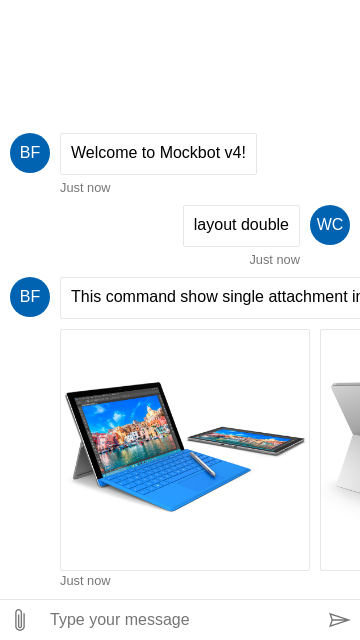 BF
Welcome to Mockbot v4!
Just now
layout double
WC
Just now
BF
This command show single attachment
Just now
Type your message